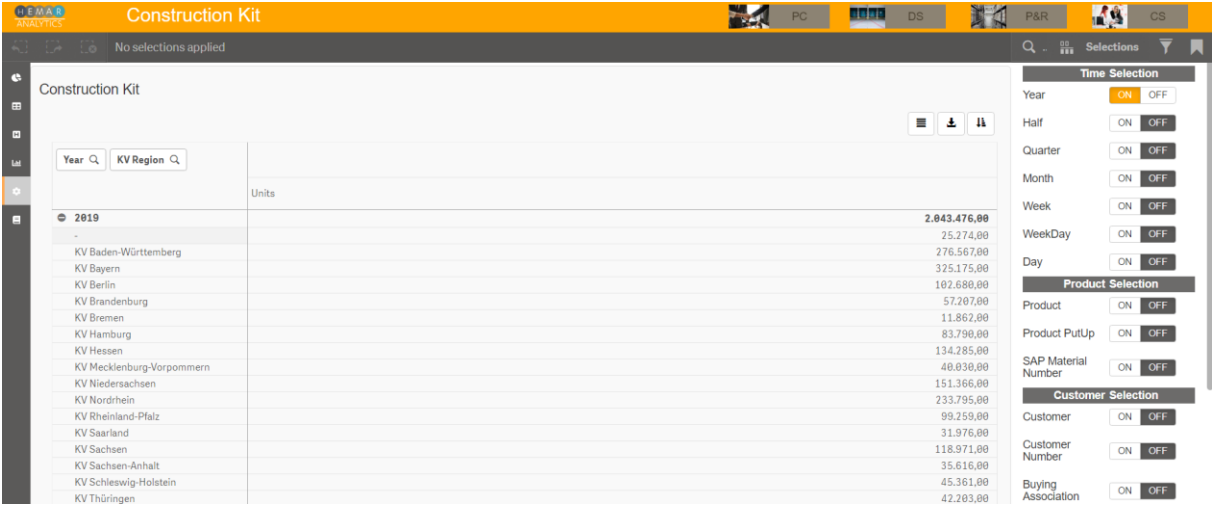 HEMAR
ANALYTICS
Construction Kit
PC
DS
P&R
CS
No selections applied
Selections
Construction Kit
Year
KV Region
Units
2019 2.043.476,00
- 25.274,00
KV Baden-Württemberg 276.567,00
KV Bayern 325.175,00
KV Berlin 102.680,00
KV Brandenburg 57.207,00
KV Bremen 11.862,00
KV Hamburg 83.790,00
KV Hessen 134.285,00
KV Mecklenburg-Vorpommern 40.030,00
KV Niedersachsen 151.366,00
KV Nordrhein 233.795,00
KV Rheinland-Pfalz 99.259,00
KV Saarland 31.976,00
KV Sachsen 118.971,00
KV Sachsen-Anhalt 35.616,00
KV Schleswig-Holstein 45.361,00
KV Thüringen 42.203,00
Time Selection
Year ON OFF
Half ON OFF
Quarter ON OFF
Month ON OFF
Week ON OFF
WeekDay ON OFF
Day ON OFF
Product Selection
Product ON OFF
Product PutUp ON OFF
SAP Material
Number ON OFF
Customer Selection
Customer ON OFF
Customer
Number ON OFF
Buying
Association ON OFF